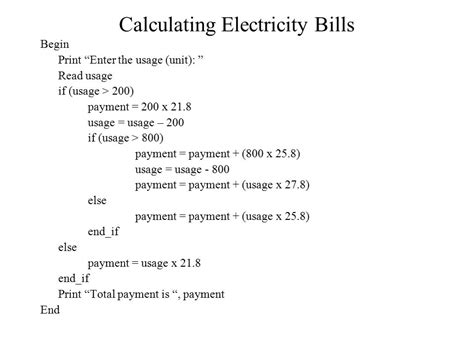 Calculating Electricity Bills
Begin
Print “Enter the usage (unit): ”
Read usage
if (usage > 200)
payment = 200 x 21.8
usage = usage – 200
if (usage > 800)
payment = payment + (800 x 25.8)
usage = usage - 800
payment = payment + (usage x 27.8)
else
payment = payment + (usage x 25.8)
end_if
else
payment = usage x 21.8
end_if
Print “Total payment is “, payment
End